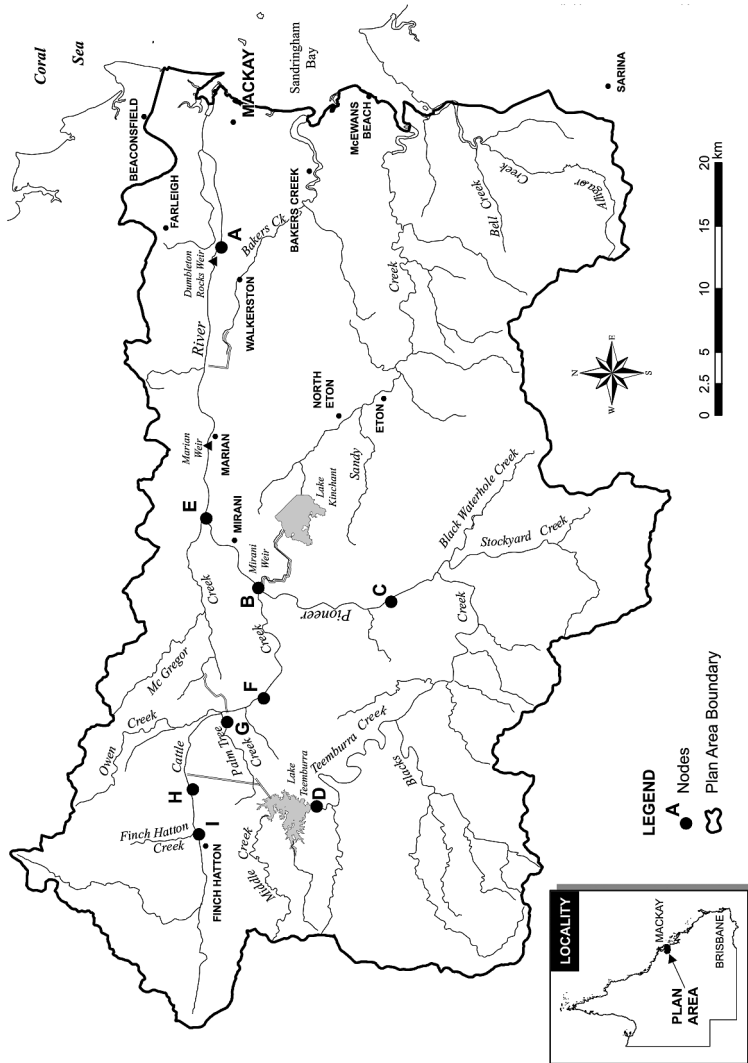 Coral
Sea
BEACONSFIELD
FARLEIGH
MACKAY
Sandringham
Bay
A
Dumbleton
Rocks Weir
Bakers Ck
BAKERS CREEK
McEWANS
BEACH
SARINA
River
WALKERSTON
Creek
Bell Creek
Alligator
Creek
Marian
Weir
MARIAN
NORTH
ETON
ETON
Sandy
Lake
Kinchant
E
MIRANI
Mirani
Weir
B
Pioneer
C
Black Waterhole Creek
Stockyard Creek
Creek
Creek
Mc Gregor
Creek
F
G
Owen
Creek
Cattle
Palm Tree
Creek
H
Finch Hatton
Creek
I
FINCH HATTON
Lake
Teemburra
D
Teemburra Creek
Blacks
Middle
Creek
N
E
S
W
0
2.5
5
10
15
20
km
LEGEND
A
Nodes
Plan Area Boundary
LOCALITY
MACKAY
PLAN
AREA
BRISBANE